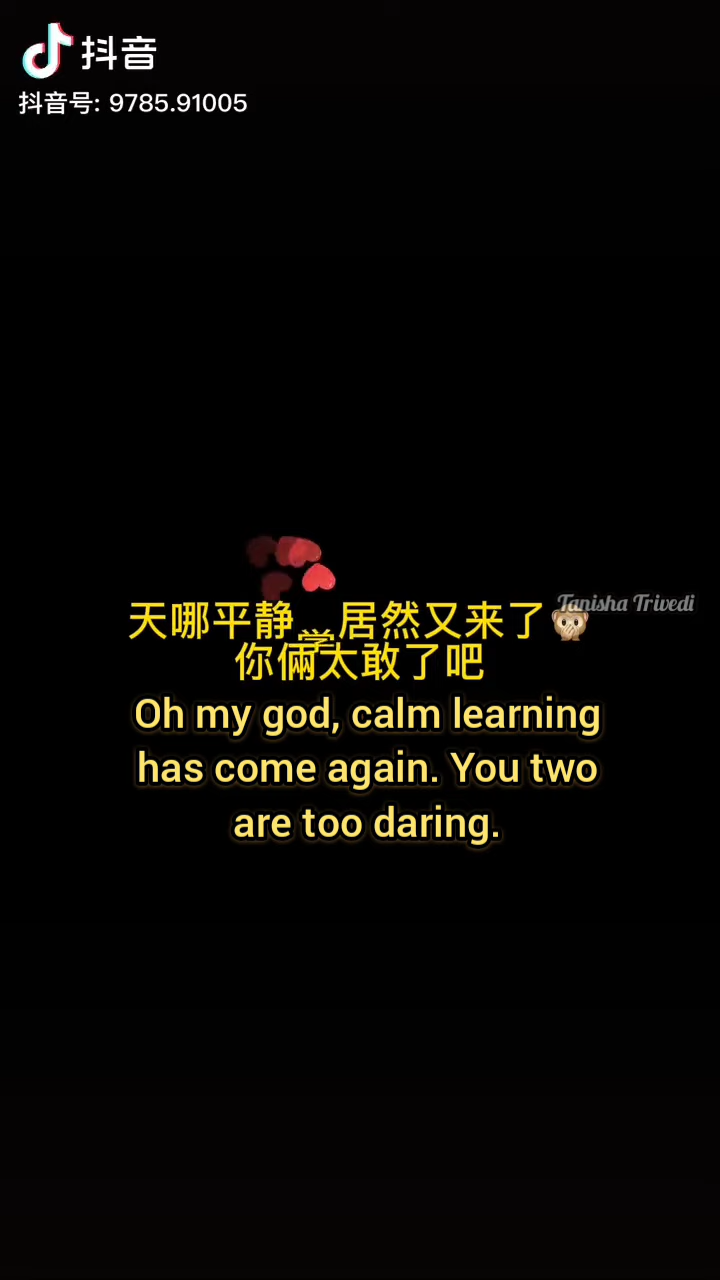 抖音
抖音号: 9785.91005
天哪平静学居然又来了
Tanisha Trivedi
你俩太敢了吧
Oh my god, calm learning
has come again. You two
are too daring.